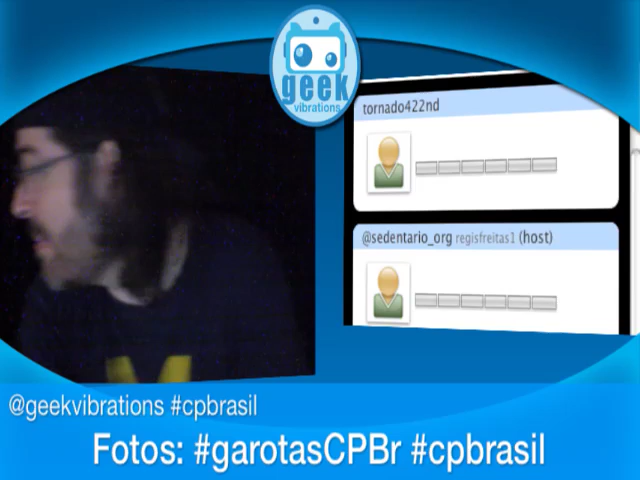 geek
vibrations
tornado422nd
@sedentario_org regisfreitas1 (host)
@geekvibrations #cpbrasil
Fotos: #garotasCPBr #cpbrasil